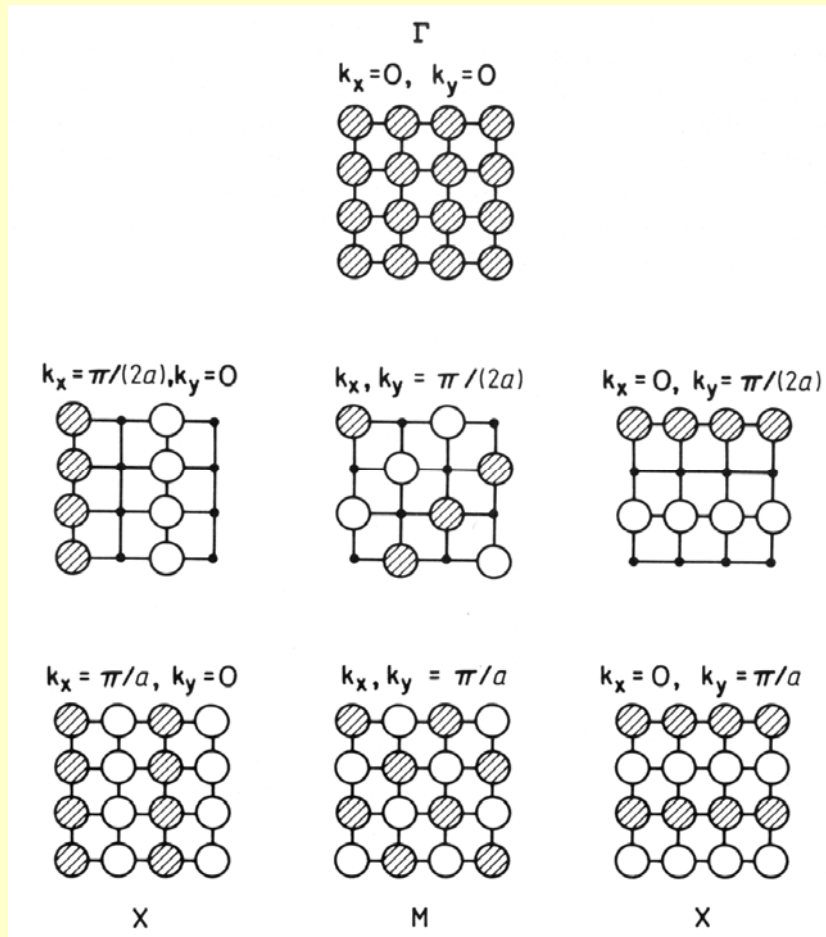 Γ
kx=0, ky=0
kx=π/(2a),ky=0
kx, ky = π/(2a)
kx=0, ky=π/(2a)
kx = π/a, ky=0
kx, ky = π/a
kx=0, ky=π/a
X
M
X